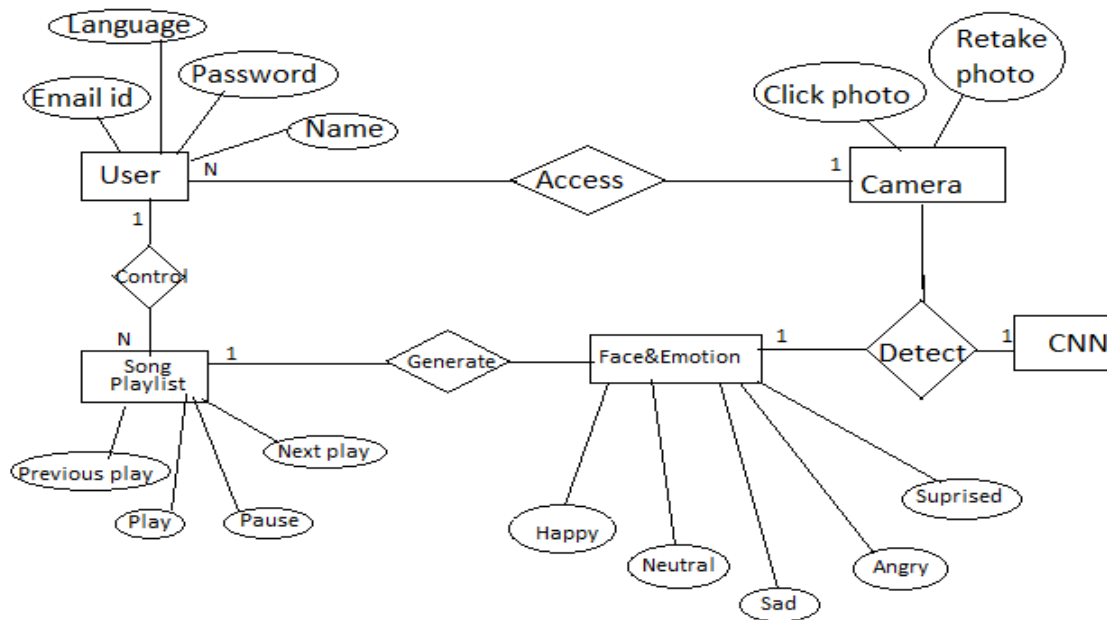 Language
Retake
photo
Password
Email id
Click photo
Name
User
N
Access
1
Camera
1
Control
N
1
1
1
Song
Playlist
Generate
Face&Emotion
Detect
CNN
Next play
Previous play
Suprised
Play
Pause
Happy
Neutral
Angry
Sad